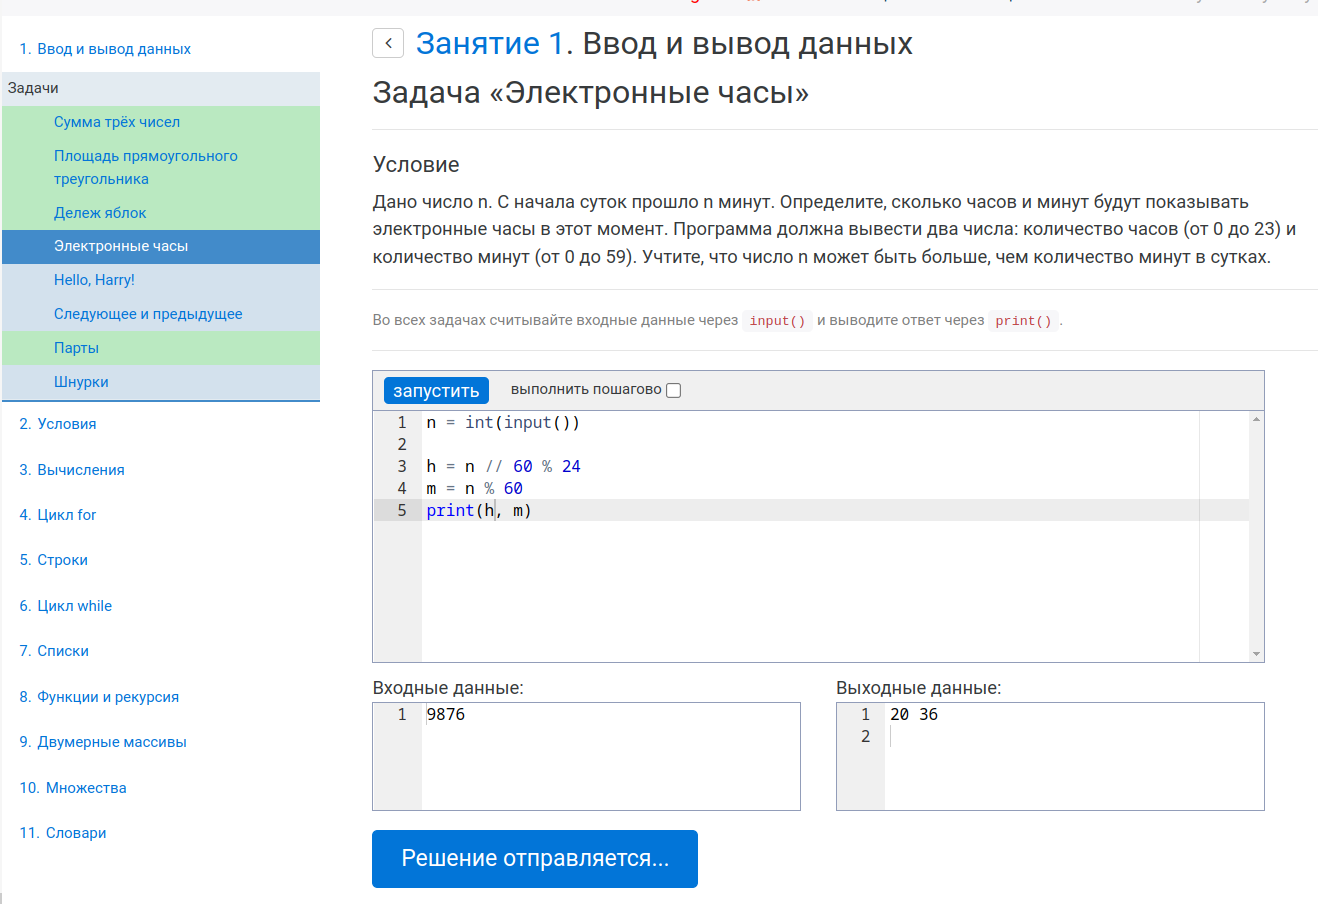 1. Ввод и вывод данных
Задачи
Сумма трёх чисел
Площадь прямоугольного
треугольника
Дележ яблок
Электронные часы
Hello, Harry!
Следующее и предыдущее
Парты
Шнурки
2. Условия
3. Вычисления
4. Цикл for
5. Строки
6. Цикл while
7. Списки
8. Функции и рекурсия
9. Двумерные массивы
10. Множества
11. Словари
Занятие 1. Ввод и вывод данных
Задача «Электронные часы»
Условие
Дано число n. С начала суток прошло n минут. Определите, сколько часов и минут будут показывать
электронные часы в этот момент. Программа должна вывести два числа: количество часов (от 0 до 23) и
количество минут (от 0 до 59). Учтите, что число n может быть больше, чем количество минут в сутках.
Во всех задачах считывайте входные данные через input() и выводите ответ через print().
запустить выполнить пошагово
1 n = int(input())
2
3 h = n // 60 % 24
4 m = n % 60
5 print(h, m)
Входные данные:
1 9876
Выходные данные:
1 20 36
2
Решение отправляется...